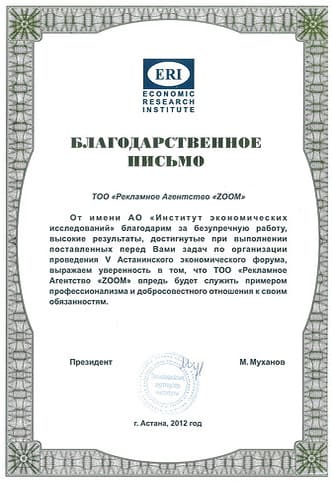 ERI
ECONOMIC
RESEARCH
INSTITUTE
БЛАГОДАРСТВЕННОЕ
ПИСЬМО
ТОО «Рекламное Агентство «ZOOM»
От имени АО «Институт экономических
исследований» благодарим за безупречную работу,
высокие результаты, достигнутые при выполнении
поставленных перед Вами задач по организации
проведения V Астанинского экономического форума,
выражаем уверенность в том, что ТОО «Рекламное
Агентство «ZOOM» впредь будет служить примером
профессионализма и добросовестного отношения к своим
обязанностям.
Президент
М. Муханов
г. Астана, 2012 год